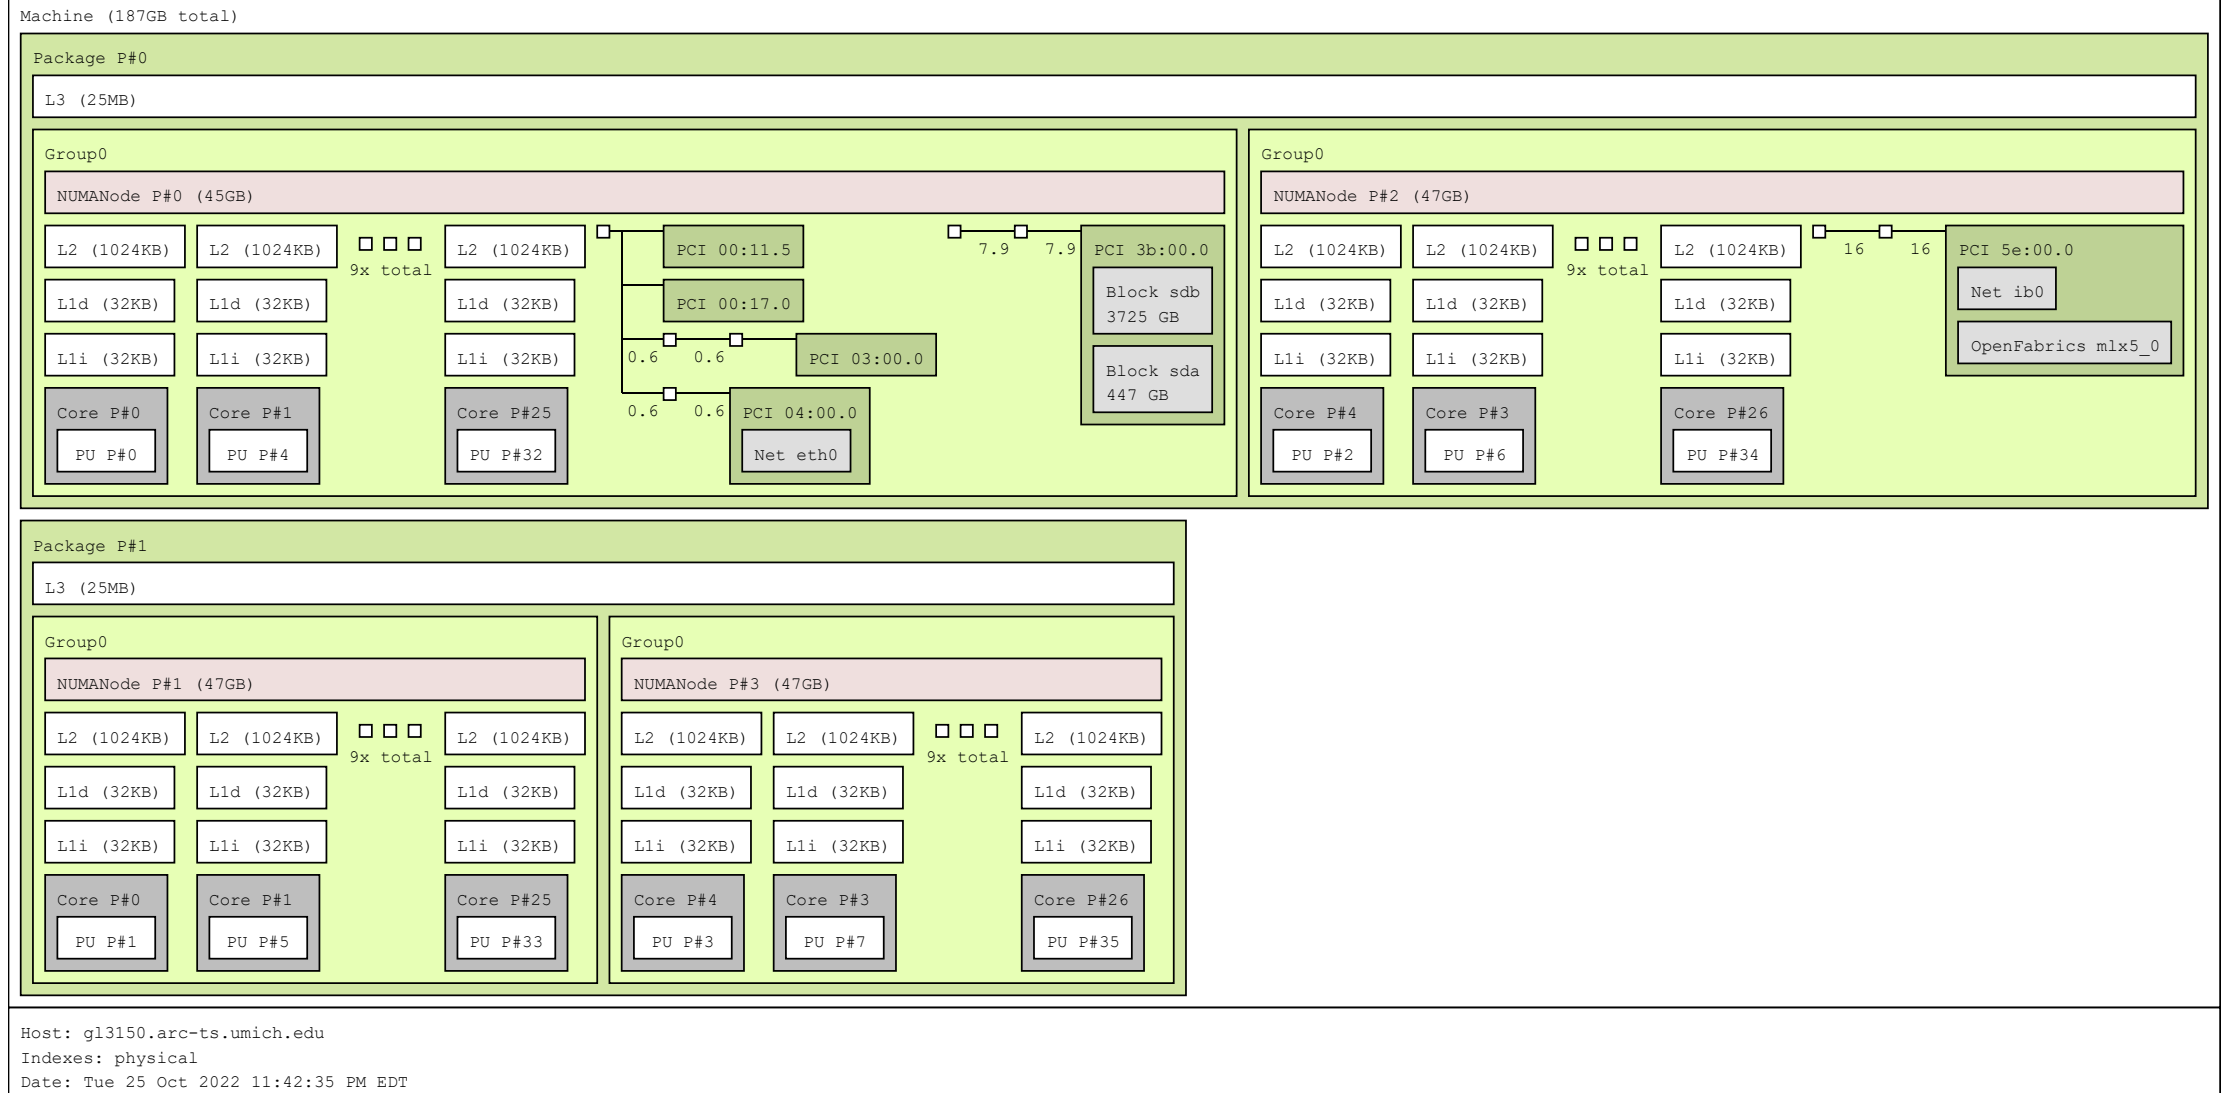 Machine (187GB total)
Package P#0
L3 (25MB)
Group0
NUMANode P#0 (45GB)
L2 (1024KB) L2 (1024KB) 9x total L2 (1024KB)
L1d (32KB) L1d (32KB) L1d (32KB)
L1i (32KB) L1i (32KB) L1i (32KB)
Core P#0 Core P#1 Core P#25
PU P#0 PU P#4 PU P#32
PCI 00:11.5
PCI 00:17.0
0.6 0.6 PCI 03:00.0
0.6 0.6 PCI 04:00.0
Net eth0
7.9 7.9 PCI 3b:00.0
Block sdb
3725 GB
Block sda
447 GB
Group0
NUMANode P#2 (47GB)
L2 (1024KB) L2 (1024KB) 9x total L2 (1024KB)
L1d (32KB) L1d (32KB) L1d (32KB)
L1i (32KB) L1i (32KB) L1i (32KB)
Core P#4 Core P#3 Core P#26
PU P#2 PU P#6 PU P#34
16 16 PCI 5e:00.0
Net ib0
OpenFabrics mlx5_0
Package P#1
L3 (25MB)
Group0
NUMANode P#1 (47GB)
L2 (1024KB) L2 (1024KB) 9x total L2 (1024KB)
L1d (32KB) L1d (32KB) L1d (32KB)
L1i (32KB) L1i (32KB) L1i (32KB)
Core P#0 Core P#1 Core P#25
PU P#1 PU P#5 PU P#33
Group0
NUMANode P#3 (47GB)
L2 (1024KB) L2 (1024KB) 9x total L2 (1024KB)
L1d (32KB) L1d (32KB) L1d (32KB)
L1i (32KB) L1i (32KB) L1i (32KB)
Core P#4 Core P#3 Core P#26
PU P#3 PU P#7 PU P#35
Host: gl3150.arc-ts.umich.edu
Indexes: physical
Date: Tue 25 Oct 2022 11:42:35 PM EDT